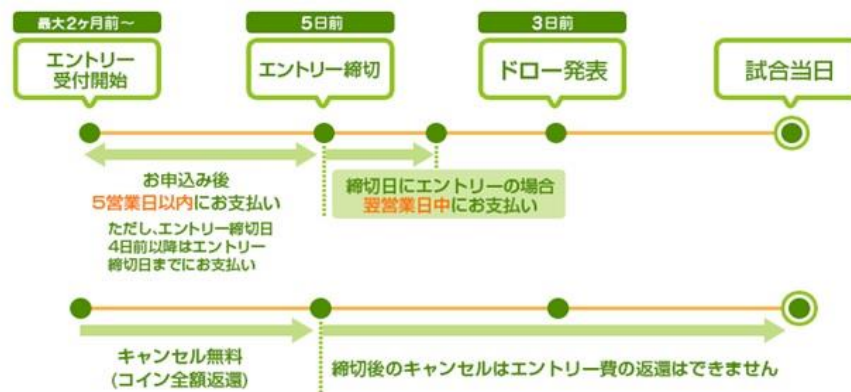 最大2ヶ月前～
エントリー
受付開始
5日前
エントリー締切
3日前
ドロー発表
試合当日
お申込み後
5営業日以内にお支払い
ただし、エントリー締切日
4日前以降はエントリー
締切日までにお支払い
締切日にエントリーの場合
翌営業日中にお支払い
キャンセル無料
(コイン全額返還)
締切後のキャンセルはエントリー費の返還はできません